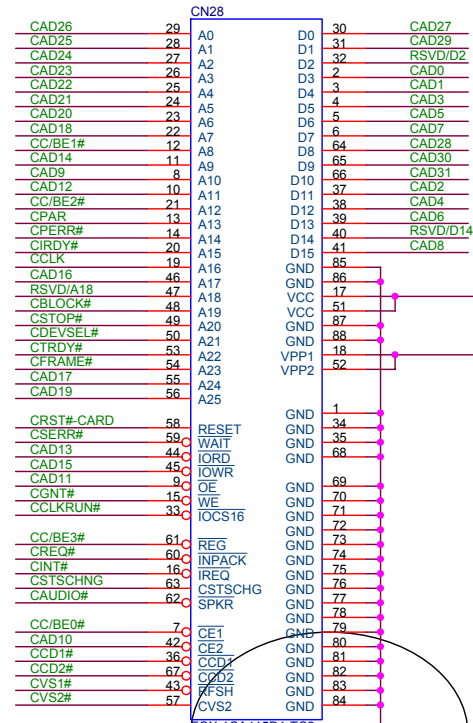 CN28
CAD26 29 A0 D0 30 CAD27
CAD25 28 A1 D1 31 CAD29
CAD24 27 A2 D2 32 RSVD/D2
CAD23 26 A3 D3 2 CAD0
CAD22 25 A4 D4 3 CAD1
CAD21 24 A5 D5 4 CAD3
CAD20 23 A6 D6 5 CAD5
CAD18 22 A7 D7 6 CAD7
CC/BE1# 12 A8 D8 64 CAD28
CAD14 11 A9 D9 65 CAD30
CAD9 8 A10 D10 66 CAD31
CAD12 10 A11 D11 37 CAD2
CC/BE2# 21 A12 D12 38 CAD4
CPAR 13 A13 D13 39 CAD6
CPERR# 14 A14 D14 40 RSVD/D14
CIRDY# 20 A15 D15 41 CAD8
CCLK 19 A16 GND 85
CAD16 46 A17 GND 86
RSVD/A18 47 A18 VCC 17
CBLOCK# 48 A19 VCC 51
CSTOP# 49 A20 GND 87
CDEVSEL# 50 A21 GND 88
CTRDY# 53 A22 VPP1 18
CFRAME# 54 A23 VPP2 52
CAD17 55 A24
CAD19 56 A25
GND 1
CRST#-CARD 58 RESET GND 34
CSERR# 59 WAIT GND 35
CAD13 44 IORD GND 68
CAD15 45 IOWR
CAD11 9 OE GND 69
CGNT# 15 WE GND 70
CCLKRUN# 33 IOCS16 GND 71
GND 72
CC/BE3# 61 REG GND 73
CREQ# 60 INPACK GND 74
CINT# 16 IREQ GND 75
CSTSCHNG 63 CSTSCHG GND 76
CAUDIO# 62 SPKR GND 77
GND 78
CC/BE0# 7 CE1 GND 79
CAD10 42 CE2 GND 80
CCD1# 36 CCD1 GND 81
CCD2# 67 CCD2 GND 82
CVS1# 43 RFSH GND 83
CVS2# 57 CVS2 GND 84